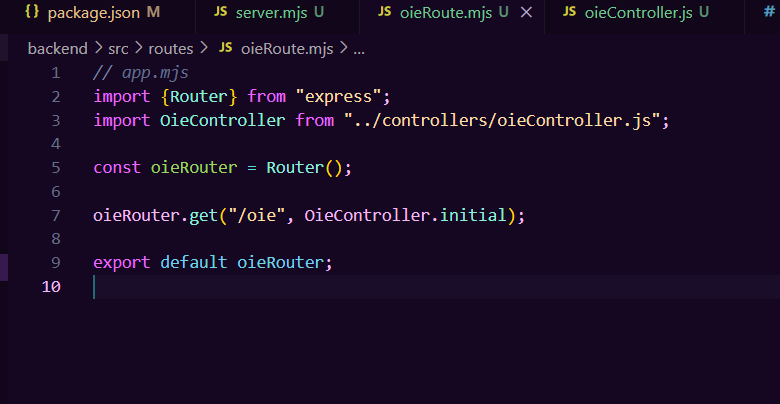 {} package.json M JS server.mjs U JS oieRoute.mjs U × JS oieController.js U #
backend > src > routes > JS oieRoute.mjs > ...
1 // app.mjs
2 import {Router} from "express";
3 import OieController from "../controllers/oieController.js";
4
5 const oieRouter = Router();
6
7 oieRouter.get("/oie", OieController.initial);
8
9 export default oieRouter;
10